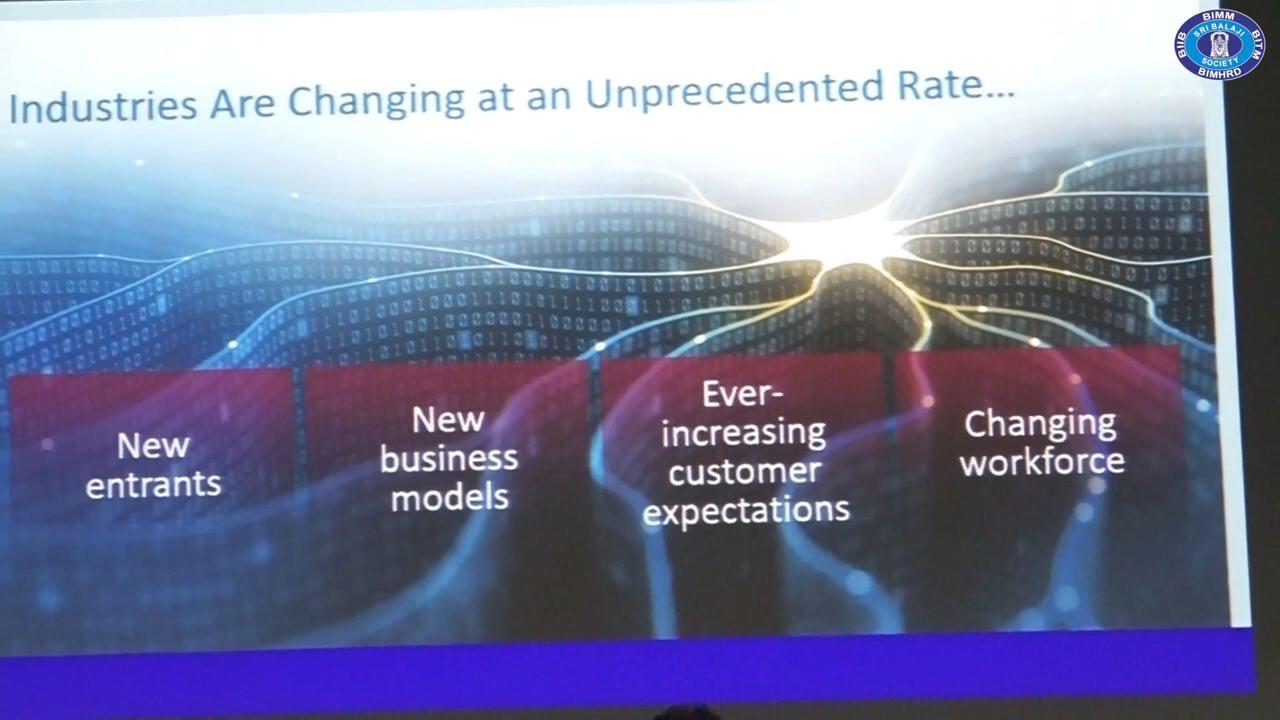 Industries Are Changing at an Unprecedented Rate...
New
entrants
New
business
models
Ever-
increasing
customer
expectations
Changing
workforce
BIMM
BIIB
BITM
BIMHRD
SRI BALAJI
SOCIETY